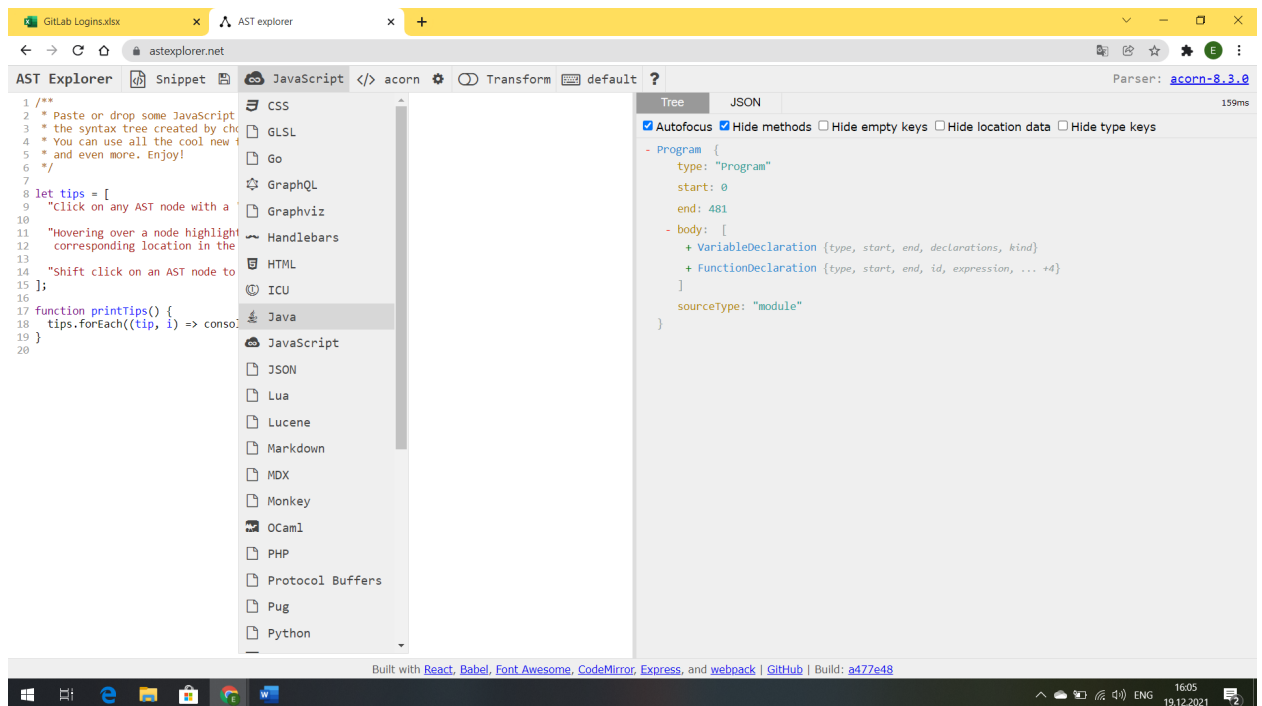 GitLab Logins.xlsx
AST explorer
astexplorer.net
E
AST Explorer Snippet JavaScript </> acorn Transform default ? Parser: acorn-8.3.0
1 /**
2 * Paste or drop some JavaScript
3 * the syntax tree created by cho
4 * You can use all the cool new
5 * and even more. Enjoy!
6 */
7
8 let tips = [
9 "Click on any AST node with a
10
11 "Hovering over a node highlight
12 corresponding location in the
13
14 "Shift click on an AST node to
15 ];
16
17 function printTips() {
18 tips.forEach((tip, i) => consol
19 }
20
CSS
GLSL
Go
GraphQL
Graphviz
Handlebars
HTML
ICU
Java
JavaScript
JSON
Lua
Lucene
Markdown
MDX
Monkey
OCaml
PHP
Protocol Buffers
Pug
Python
Tree JSON 159ms
Autofocus Hide methods Hide empty keys Hide location data Hide type keys
- Program {
type: "Program"
start: 0
end: 481
- body: [
+ VariableDeclaration {type, start, end, declarations, kind}
+ FunctionDeclaration {type, start, end, id, expression, ... +4}
]
sourceType: "module"
}
Built with React, Babel, Font Awesome, CodeMirror, Express, and webpack | GitHub | Build: a477e48
ENG
16:05
19.12.2021
2